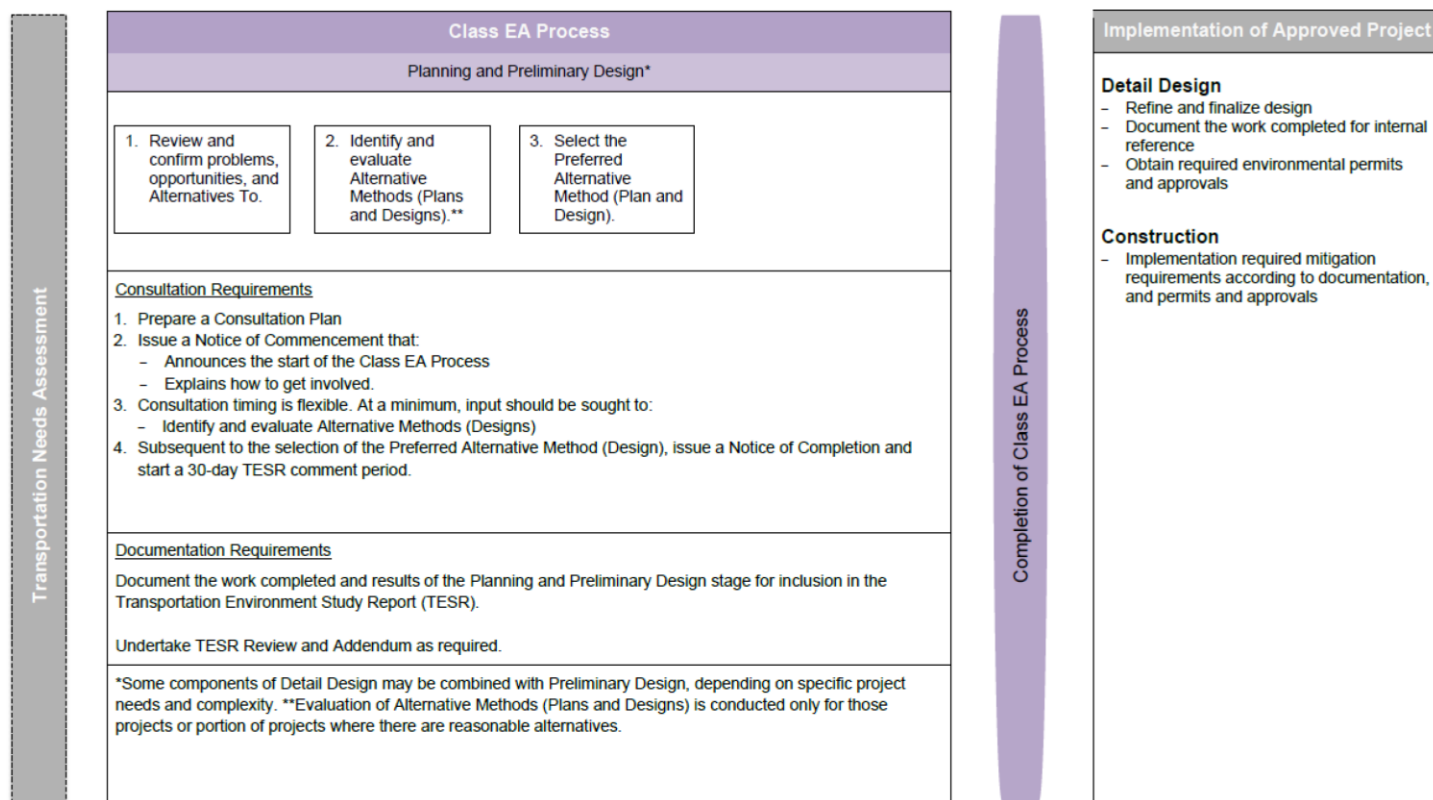 Transportation Needs Assessment
Class EA Process
Planning and Preliminary Design*
1. Review and
confirm problems,
opportunities, and
Alternatives To.
2. Identify and
evaluate
Alternative
Methods (Plans
and Designs).**
3. Select the
Preferred
Alternative
Method (Plan and
Design).
Consultation Requirements
1. Prepare a Consultation Plan
2. Issue a Notice of Commencement that:
– Announces the start of the Class EA Process
– Explains how to get involved.
3. Consultation timing is flexible. At a minimum, input should be sought to:
– Identify and evaluate Alternative Methods (Designs)
4. Subsequent to the selection of the Preferred Alternative Method (Design), issue a Notice of Completion and
start a 30-day TESR comment period.
Documentation Requirements
Document the work completed and results of the Planning and Preliminary Design stage for inclusion in the
Transportation Environment Study Report (TESR).
Undertake TESR Review and Addendum as required.
*Some components of Detail Design may be combined with Preliminary Design, depending on specific project
needs and complexity. **Evaluation of Alternative Methods (Plans and Designs) is conducted only for those
projects or portion of projects where there are reasonable alternatives.
Completion of Class EA Process
Implementation of Approved Project
Detail Design
– Refine and finalize design
– Document the work completed for internal
reference
– Obtain required environmental permits
and approvals
Construction
– Implementation required mitigation
requirements according to documentation,
and permits and approvals